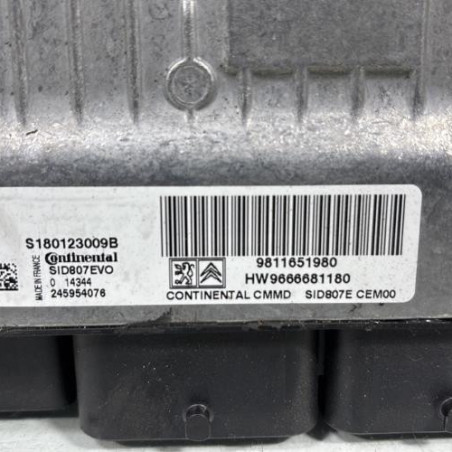 S180123009B
Continental
SID807EVO
0 14344
245954076
MADE IN FRANCE
9811651980
HW9666681180
CONTINENTAL CMMD SID807E CEM00